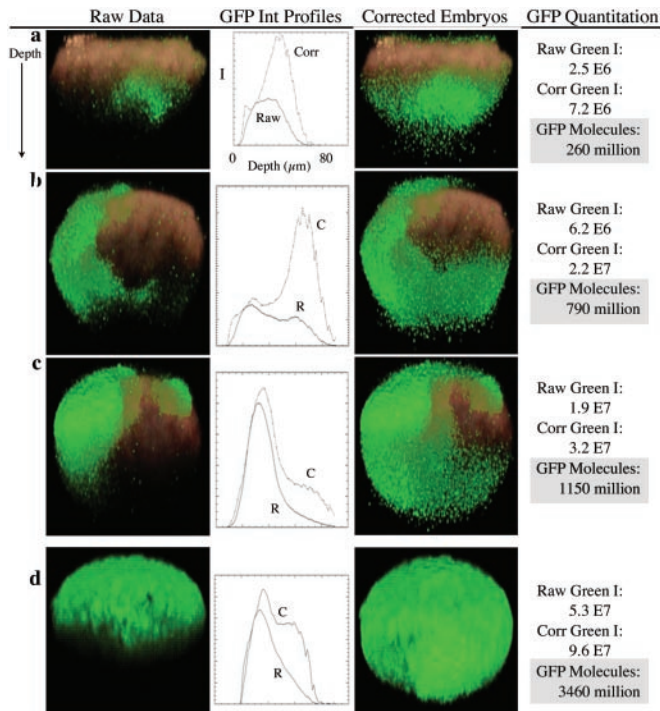 Raw Data GFP Int Profiles Corrected Embryos GFP Quantitation
a
Depth
I
Corr
Raw
0 80
Depth (μm)
Raw Green I:
2.5 E6
Corr Green I:
7.2 E6
GFP Molecules:
260 million
b
C
R
Raw Green I:
6.2 E6
Corr Green I:
2.2 E7
GFP Molecules:
790 million
c
C
R
Raw Green I:
1.9 E7
Corr Green I:
3.2 E7
GFP Molecules:
1150 million
d
C
R
Raw Green I:
5.3 E7
Corr Green I:
9.6 E7
GFP Molecules:
3460 million